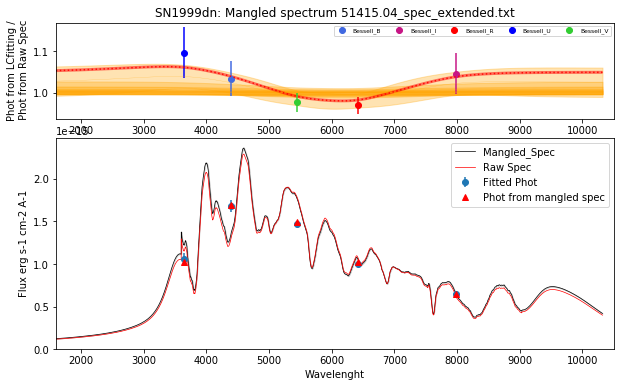 SN1999dn: Mangled spectrum 51415.04_spec_extended.txt
Phot from LCfitting /
Phot from Raw Spec
1.1
1.0
Bessell_B Bessell_I Bessell_R Bessell_U Bessell_V
2000 3000 4000 5000 6000 7000 8000 9000 10000
Flux erg s-1 cm-2 A-1
2.0
1.5
1.0
0.5
0.0
Mangled_Spec
Raw Spec
Fitted Phot
Phot from mangled spec
2000 3000 4000 5000 6000 7000 8000 9000 10000
Wavelenght